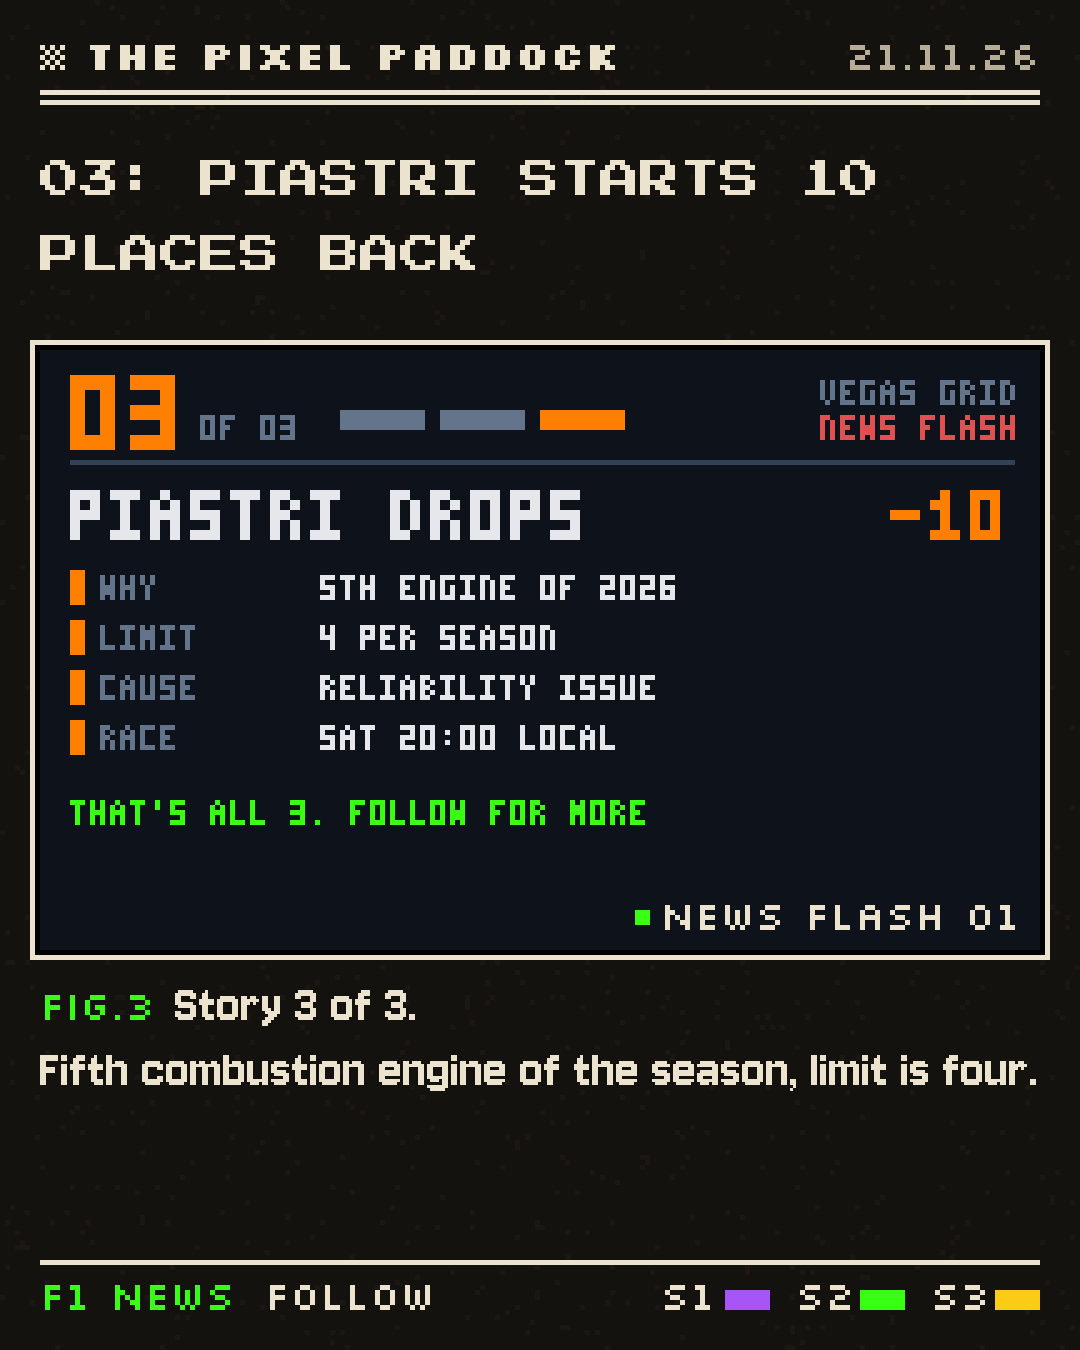 THE PIXEL PADDOCK
21.11.26
03: PIASTRI STARTS 10
PLACES BACK
03 OF 03
VEGAS GRID
NEWS FLASH
PIASTRI DROPS
-10
WHY 5TH ENGINE OF 2026
LIMIT 4 PER SEASON
CAUSE RELIABILITY ISSUE
RACE SAT 20:00 LOCAL
THAT'S ALL 3. FOLLOW FOR MORE
NEWS FLASH 01
FIG.3 Story 3 of 3.
Fifth combustion engine of the season, limit is four.
F1 NEWS FOLLOW
S1 S2 S3